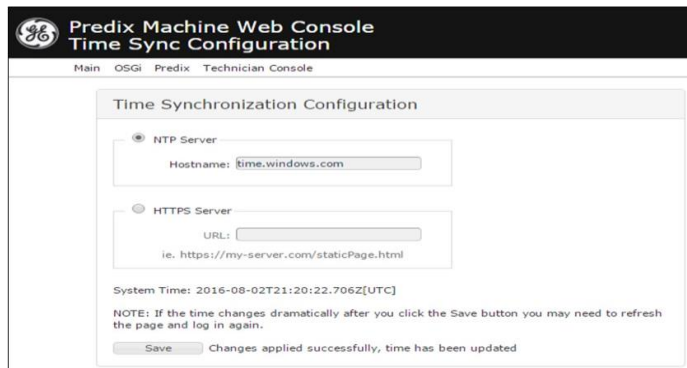 Predix Machine Web Console
Time Sync Configuration
Main OSGi Predix Technician Console
Time Synchronization Configuration
NTP Server
Hostname: time.windows.com
HTTPS Server
URL:
ie. https://my-server.com/staticPage.html
System Time: 2016-08-02T21:20:22.706Z[UTC]
NOTE: If the time changes dramatically after you click the Save button you may need to refresh
the page and log in again.
Save Changes applied successfully, time has been updated